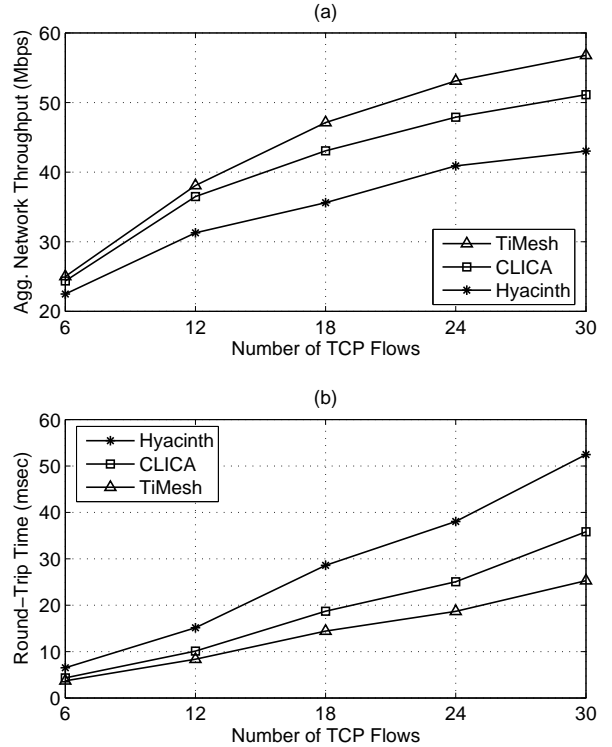 (a)
60
50
40
30
20
Agg. Network Throughput (Mbps)
TiMesh
CLICA
Hyacinth
6 12 18 24 30
Number of TCP Flows
(b)
60
50
40
30
20
10
0
Round−Trip Time (msec)
Hyacinth
CLICA
TiMesh
6 12 18 24 30
Number of TCP Flows